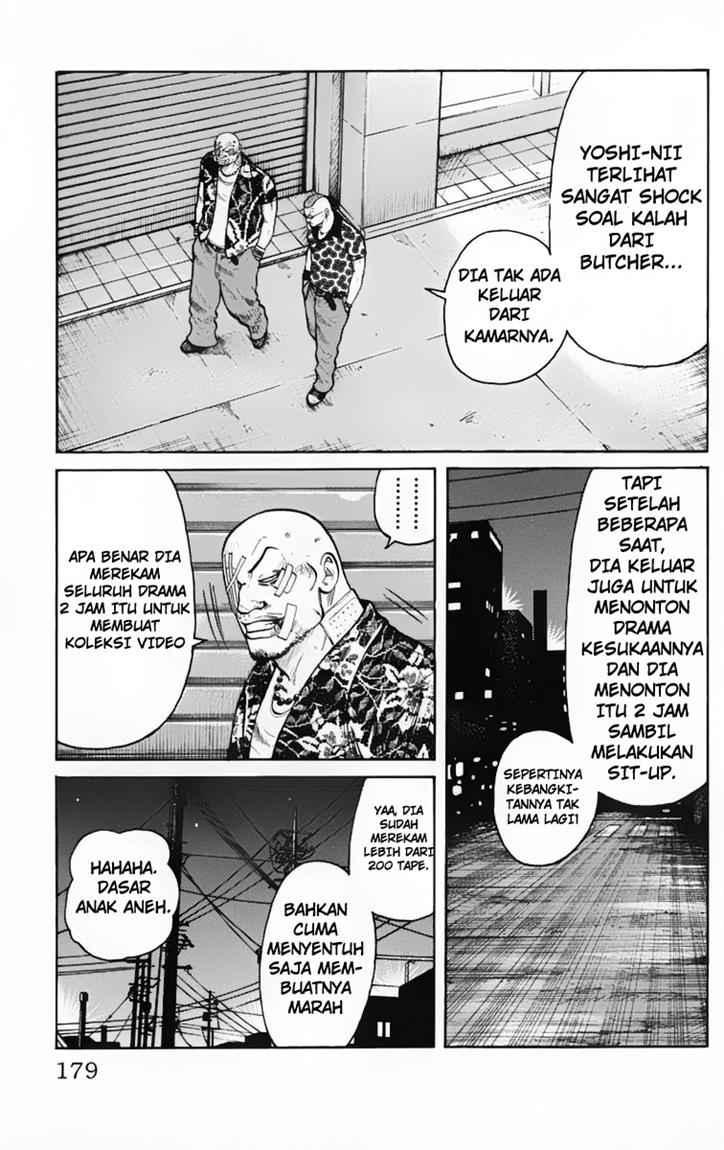 YOSHI-NII
TERLIHAT
SANGAT SHOCK
SOAL KALAH
DARI
BUTCHER...
DIA TAK ADA
KELUAR
DARI
KAMARNYA.
TAPI
SETELAH
BEBERAPA
SAAT,
DIA KELUAR
JUGA UNTUK
MENONTON
DRAMA
KESUKAANNYA
DAN DIA
MENONTON
ITU 2 JAM
SAMBIL
MELAKUKAN
SIT-UP.
SEPERTINYA
KEBANGKI-
TANNYA TAK
LAMA LAGI!
.......
.......
APA BENAR DIA
MEREKAM
SELURUH DRAMA
2 JAM ITU UNTUK
MEMBUAT
KOLEKSI VIDEO
YAA, DIA
SUDAH
MEREKAM
LEBIH DARI
200 TAPE.
BAHKAN
CUMA
MENYENTUH
SAJA MEM-
BUATNYA
MARAH
HAHAHA.
DASAR
ANAK ANEH.
179